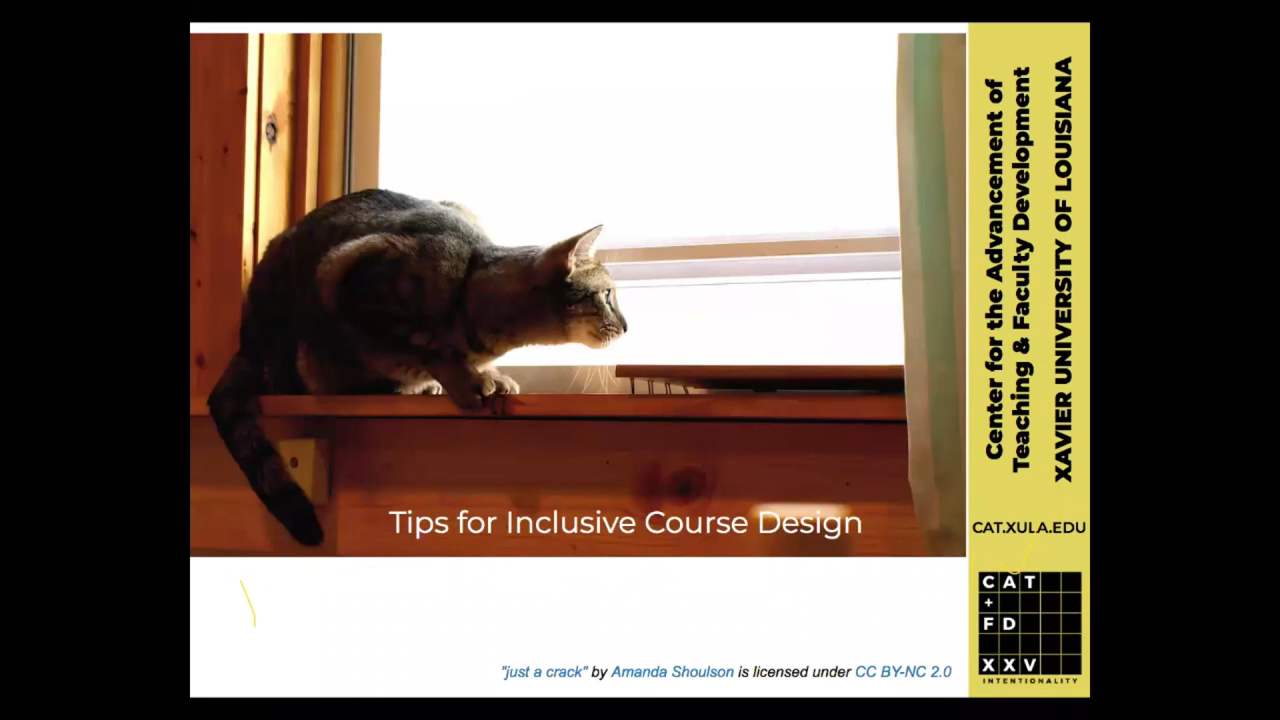 Tips for Inclusive Course Design
"just a crack" by Amanda Shoulson is licensed under CC BY-NC 2.0
Center for the Advancement of
Teaching & Faculty Development
XAVIER UNIVERSITY OF LOUISIANA
CAT.XULA.EDU
CAT
+
FD
XXV
INTENTIONALITY